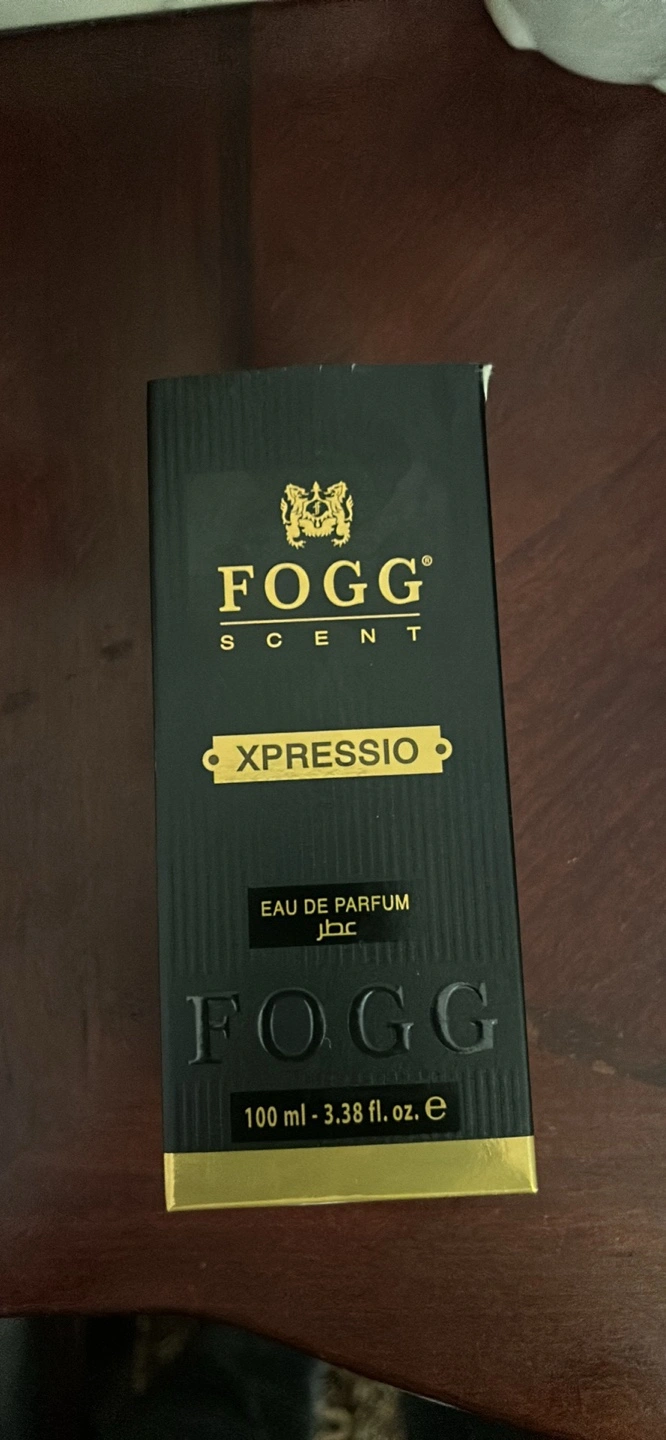 FOGG®
SCENT
XPRESSIO
EAU DE PARFUM
عطر
FOGG
100 ml - 3.38 fl. oz. ℮